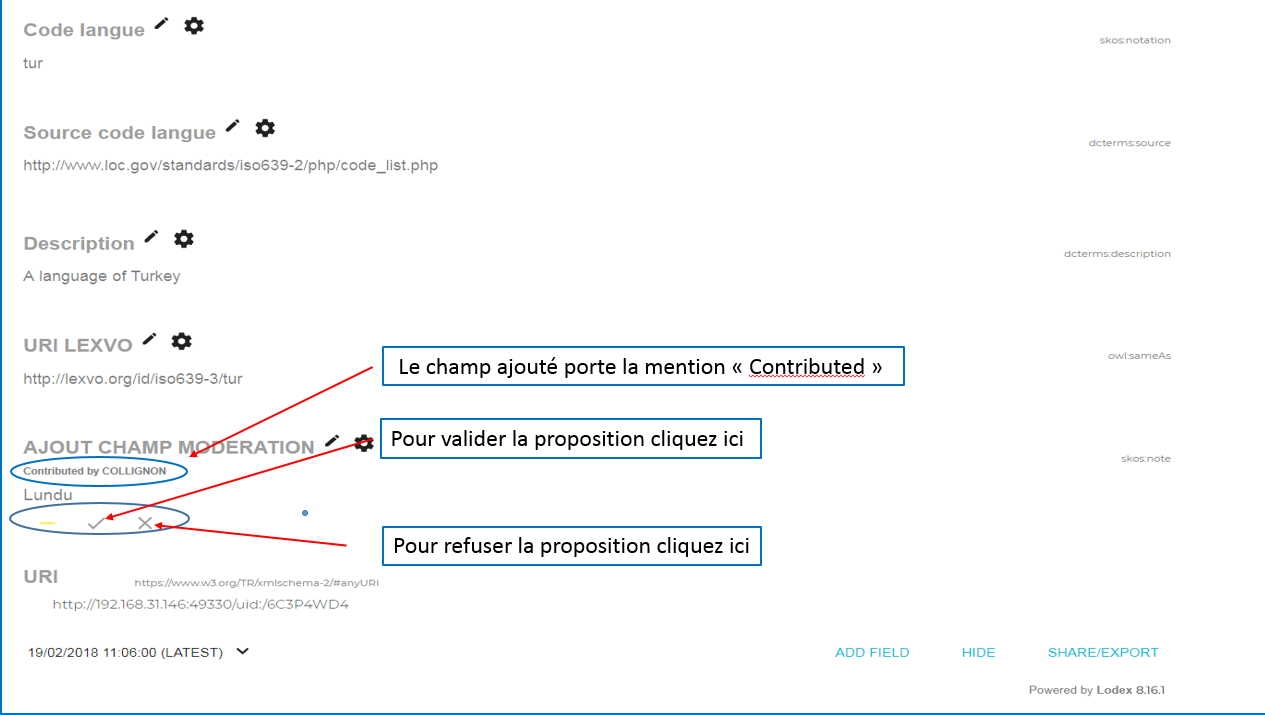 Code langue
skos:notation
tur
Source code langue
dcterms:source
http://www.loc.gov/standards/iso639-2/php/code_list.php
Description
dcterms:description
A language of Turkey
URI LEXVO
owl:sameAs
Le champ ajouté porte la mention « Contributed »
http://lexvo.org/id/iso639-3/tur
Pour valider la proposition cliquez ici
AJOUT CHAMP MODERATION
skos:note
Contributed by COLLIGNON
Lundu
Pour refuser la proposition cliquez ici
URI
https://www.w3.org/TR/xmlschema-2/#anyURI
http://192.168.31.146:49330/uid:/6C3P4WD4
19/02/2018 11:06:00 (LATEST)
ADD FIELD
HIDE
SHARE/EXPORT
Powered by Lodex 8.16.1